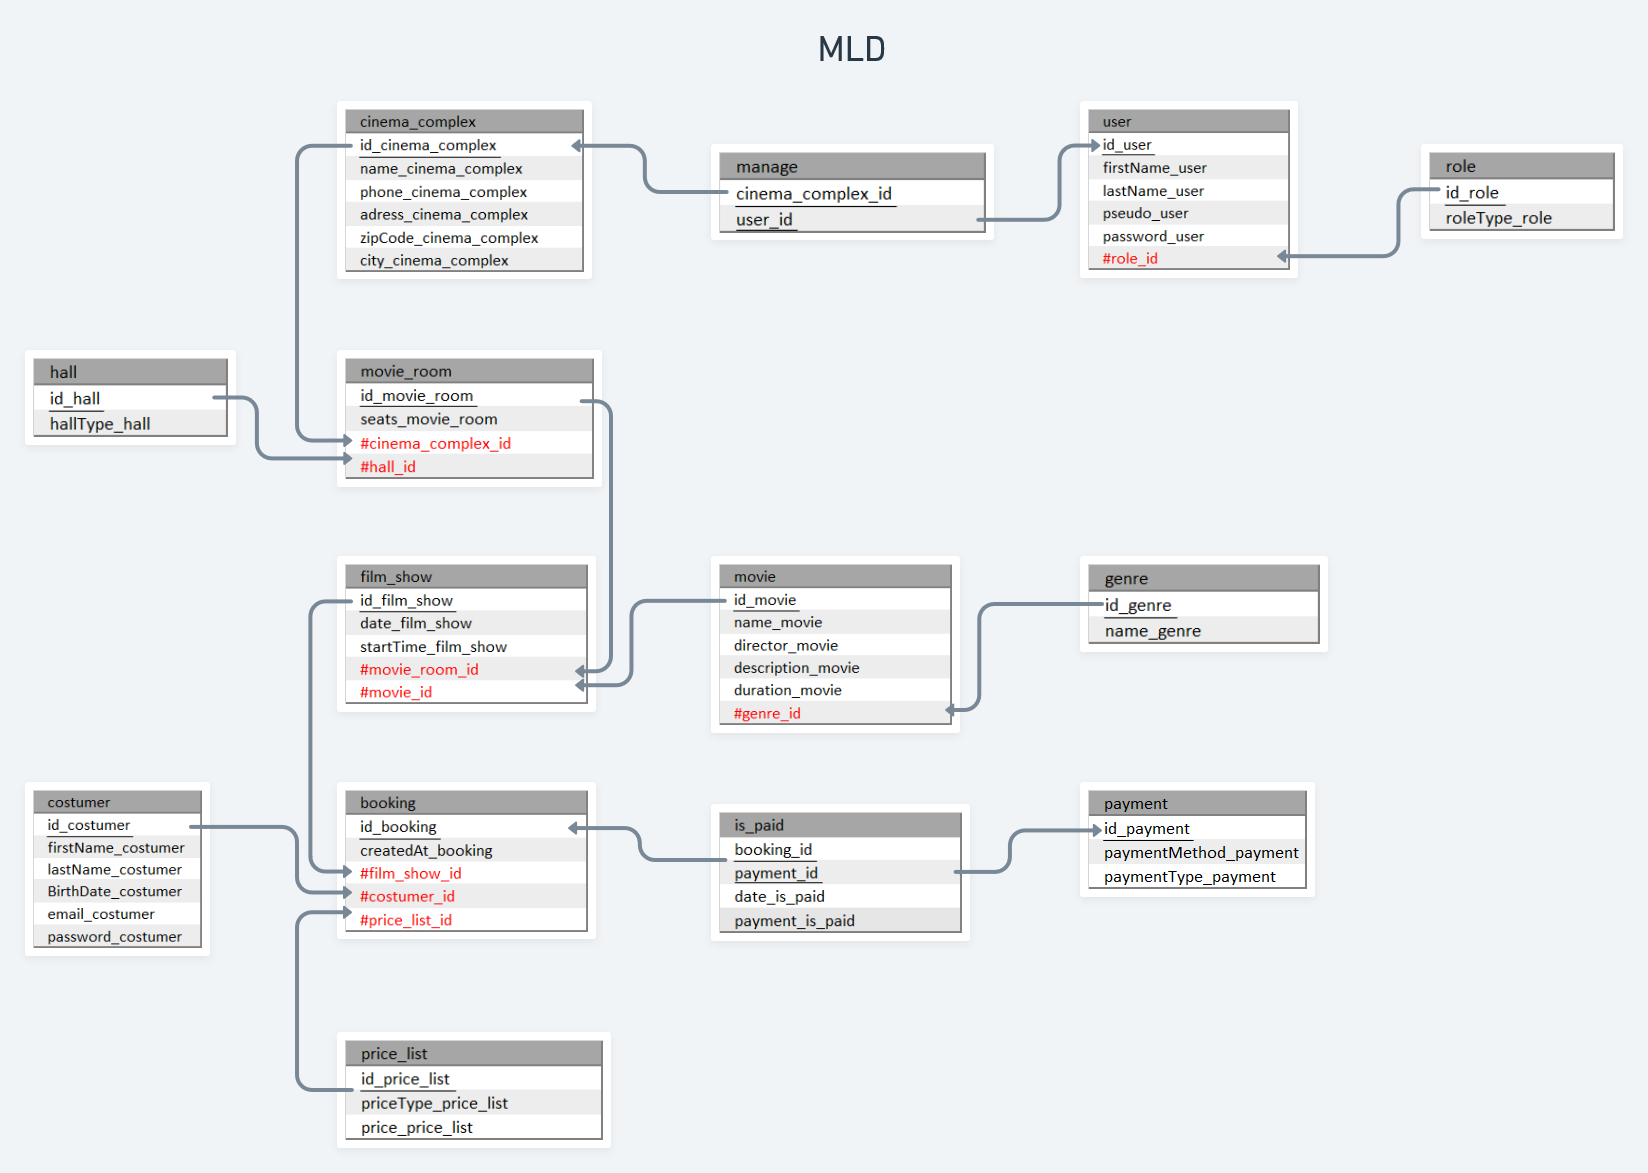 MLD
cinema_complex
id_cinema_complex
name_cinema_complex
phone_cinema_complex
adress_cinema_complex
zipCode_cinema_complex
city_cinema_complex
manage
cinema_complex_id
user_id
user
id_user
firstName_user
lastName_user
pseudo_user
password_user
#role_id
role
id_role
roleType_role
hall
id_hall
hallType_hall
movie_room
id_movie_room
seats_movie_room
#cinema_complex_id
#hall_id
film_show
id_film_show
date_film_show
startTime_film_show
#movie_room_id
#movie_id
movie
id_movie
name_movie
director_movie
description_movie
duration_movie
#genre_id
genre
id_genre
name_genre
costumer
id_costumer
firstName_costumer
lastName_costumer
BirthDate_costumer
email_costumer
password_costumer
booking
id_booking
createdAt_booking
#film_show_id
#costumer_id
#price_list_id
is_paid
booking_id
payment_id
date_is_paid
payment_is_paid
payment
id_payment
paymentMethod_payment
paymentType_payment
price_list
id_price_list
priceType_price_list
price_price_list